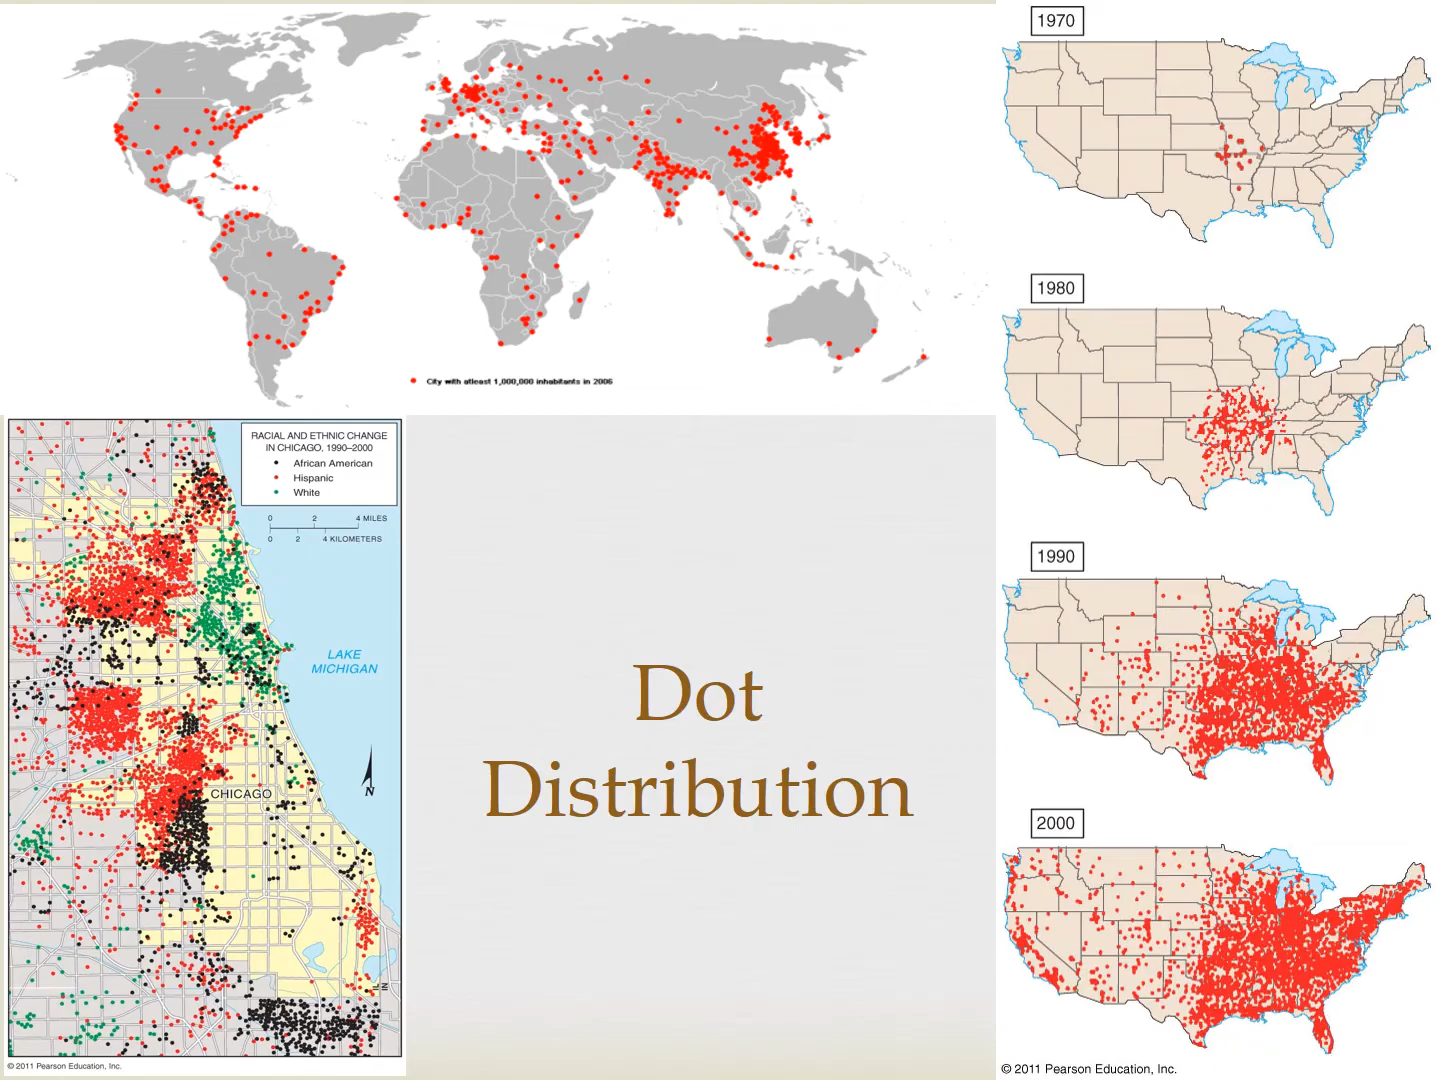 City with atleast 1,000,000 inhabitants in 2006
1970
1980
1990
2000
© 2011 Pearson Education, Inc.
RACIAL AND ETHNIC CHANGE
IN CHICAGO, 1990–2000
African American
Hispanic
White
0 2 4 MILES
0 2 4 KILOMETERS
LAKE
MICHIGAN
N
CHICAGO
IL
IN
© 2011 Pearson Education, Inc.
Dot
Distribution